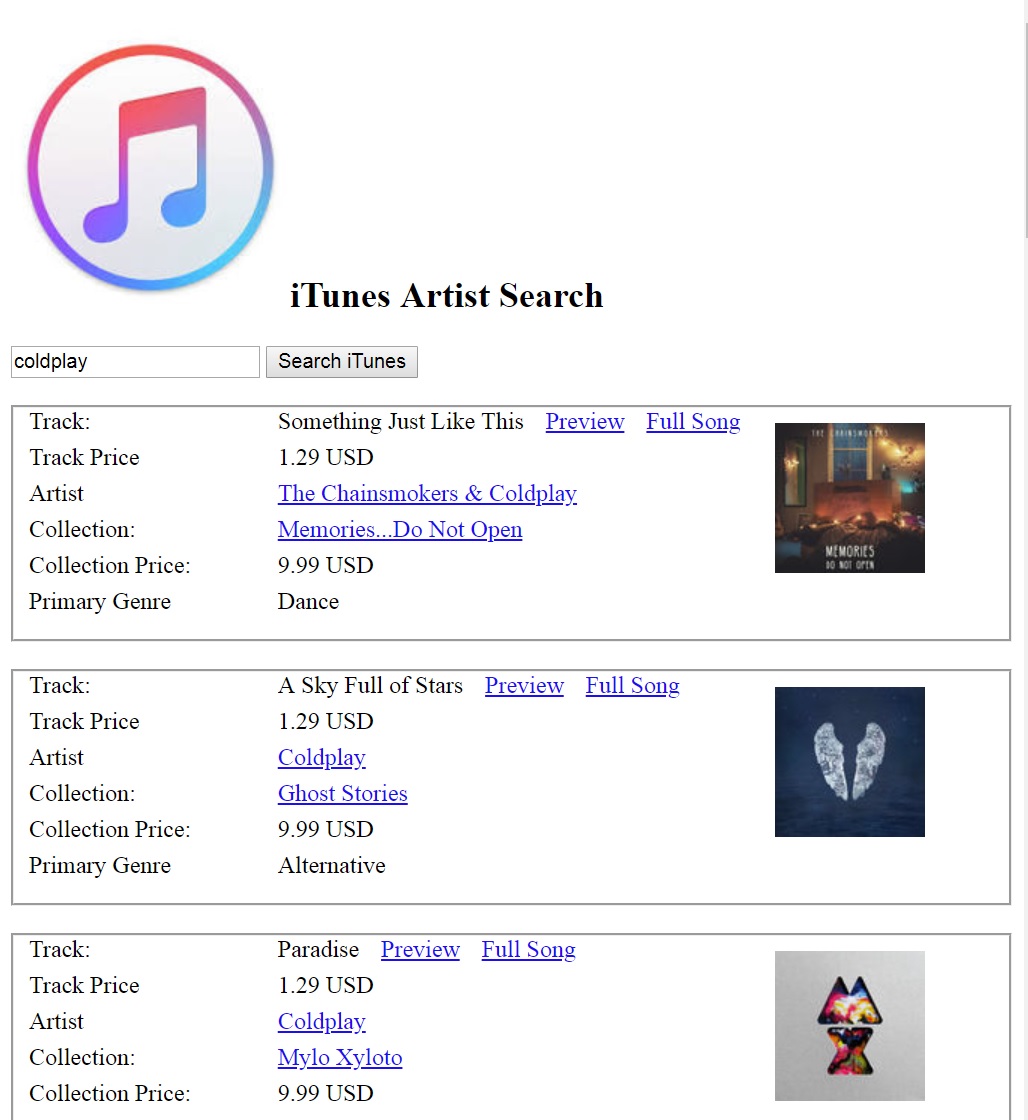 iTunes Artist Search
coldplay Search iTunes
Track: Something Just Like This Preview Full Song
Track Price 1.29 USD
Artist The Chainsmokers & Coldplay
Collection: Memories...Do Not Open
Collection Price: 9.99 USD
Primary Genre Dance
THE CHAINSMOKERS
MEMORIES
DO NOT OPEN
Track: A Sky Full of Stars Preview Full Song
Track Price 1.29 USD
Artist Coldplay
Collection: Ghost Stories
Collection Price: 9.99 USD
Primary Genre Alternative
Track: Paradise Preview Full Song
Track Price 1.29 USD
Artist Coldplay
Collection: Mylo Xyloto
Collection Price: 9.99 USD